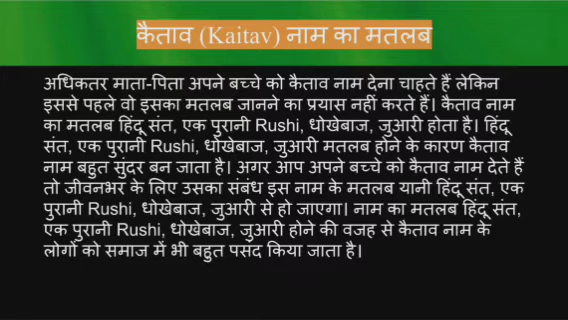 कैताव (Kaitav) नाम का मतलब
अधिकतर माता-पिता अपने बच्चे को कैताव नाम देना चाहते हैं लेकिन
इससे पहले वो इसका मतलब जानने का प्रयास नहीं करते हैं। कैताव नाम
का मतलब हिंदू संत, एक पुरानी Rushi, धोखेबाज, जुआरी होता है। हिंदू
संत, एक पुरानी Rushi, धोखेबाज, जुआरी मतलब होने के कारण कैताव
नाम बहुत सुंदर बन जाता है। अगर आप अपने बच्चे को कैताव नाम देते हैं
तो जीवनभर के लिए उसका संबंध इस नाम के मतलब यानी हिंदू संत, एक
पुरानी Rushi, धोखेबाज, जुआरी से हो जाएगा। नाम का मतलब हिंदू संत,
एक पुरानी Rushi, धोखेबाज, जुआरी होने की वजह से कैताव नाम के
लोगों को समाज में भी बहुत पसंद किया जाता है।